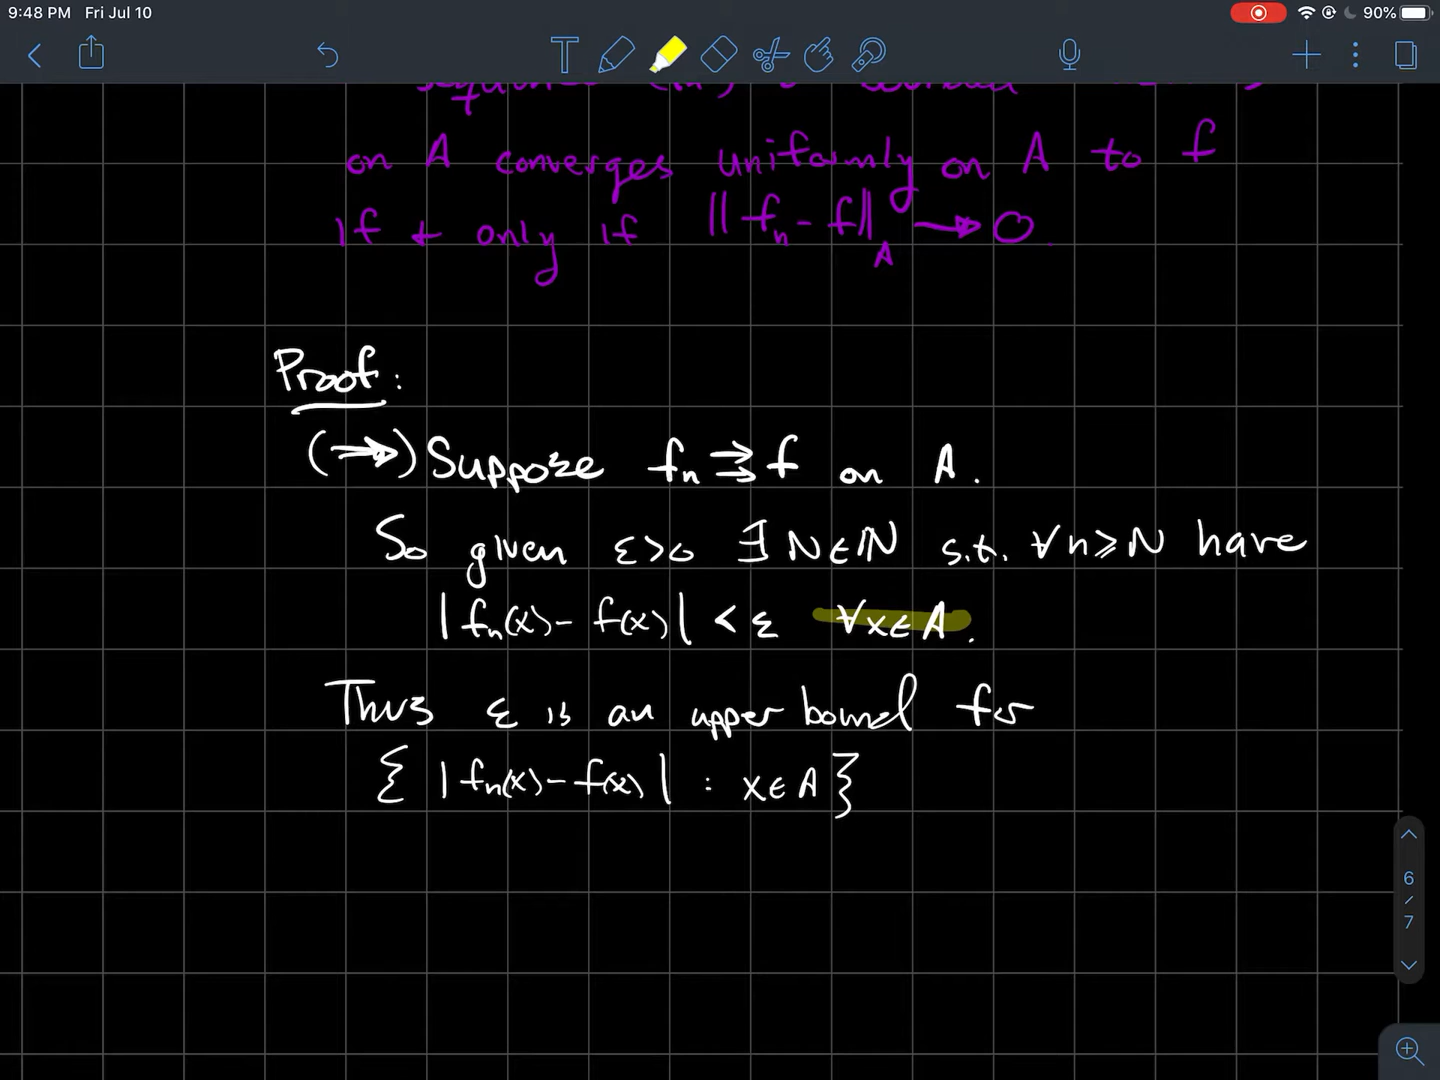 9:48 PM Fri Jul 10
90%
on A converges uniformly on A to f
if + only if ||fₙ - f||_A → 0.
Proof:
(⇒) Suppose fₙ ⇉ f on A.
So given ε>0 ∃ N∈ℕ s.t. ∀n≥N have
|fₙ(x) - f(x)| < ε ∀x∈A.
Thus ε is an upper bound for
{ |fₙ(x) - f(x)| : x∈A }
6
/
7